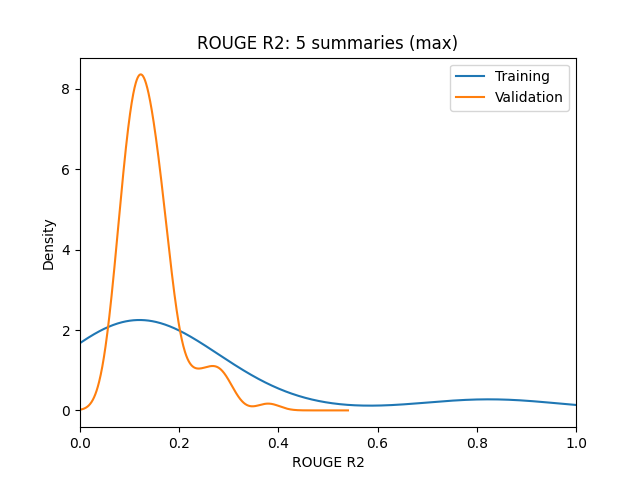 ROUGE R2: 5 summaries (max)
Training
Validation
Density
8
6
4
2
0
0.0 0.2 0.4 0.6 0.8 1.0
ROUGE R2